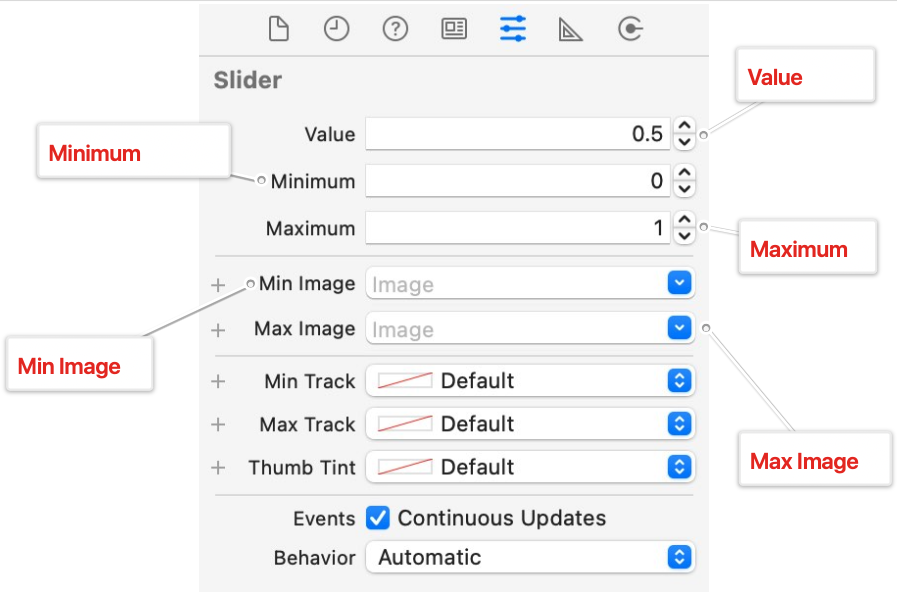 Slider
Value
Value 0.5
Minimum
Minimum 0
Maximum 1
Maximum
Min Image Image
Max Image Image
Min Image
Min Track Default
Max Track Default
Thumb Tint Default
Max Image
Events Continuous Updates
Behavior Automatic